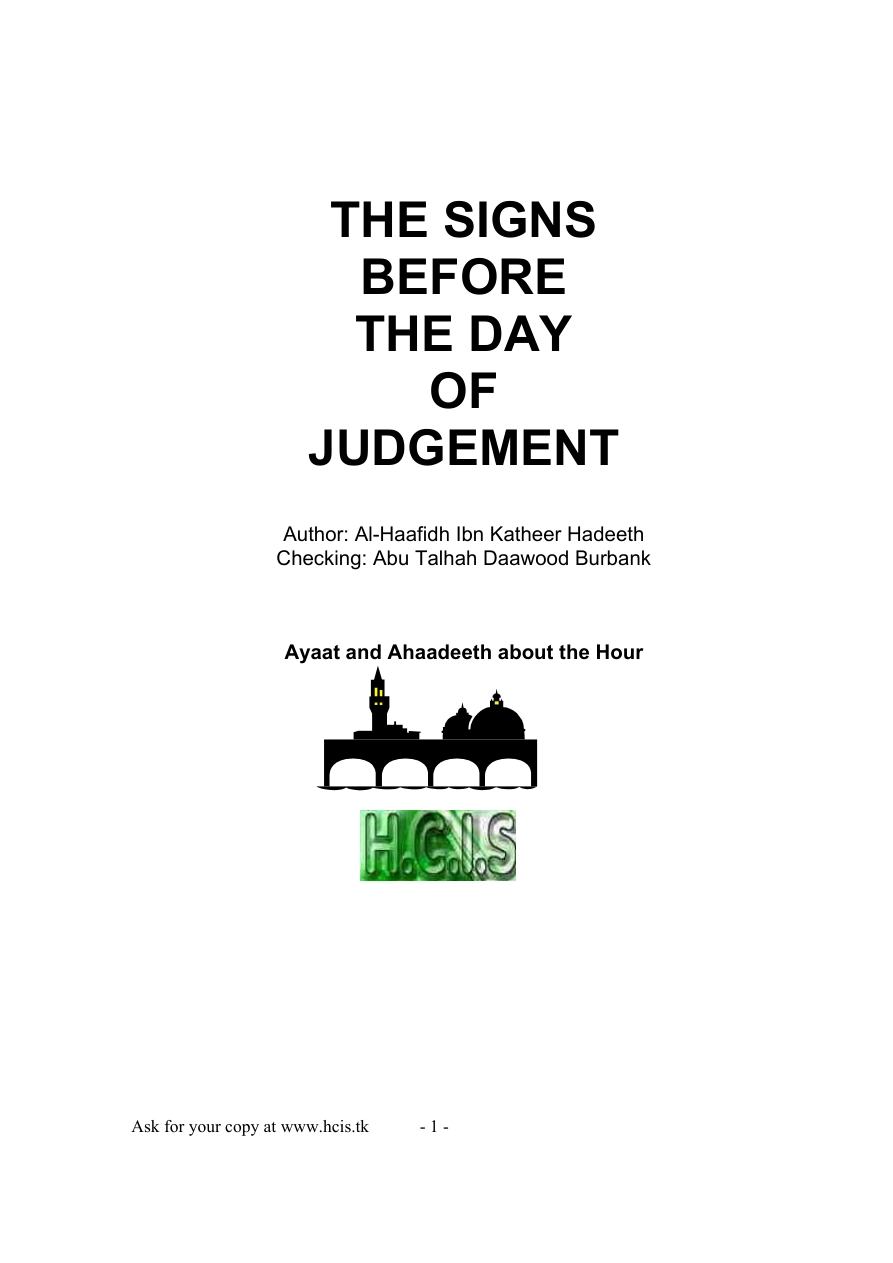 THE SIGNS
BEFORE
THE DAY
OF
JUDGEMENT
Author: Al-Haafidh Ibn Katheer Hadeeth
Checking: Abu Talhah Daawood Burbank
Ayaat and Ahaadeeth about the Hour
H.C.I.S
Ask for your copy at www.hcis.tk - 1 -